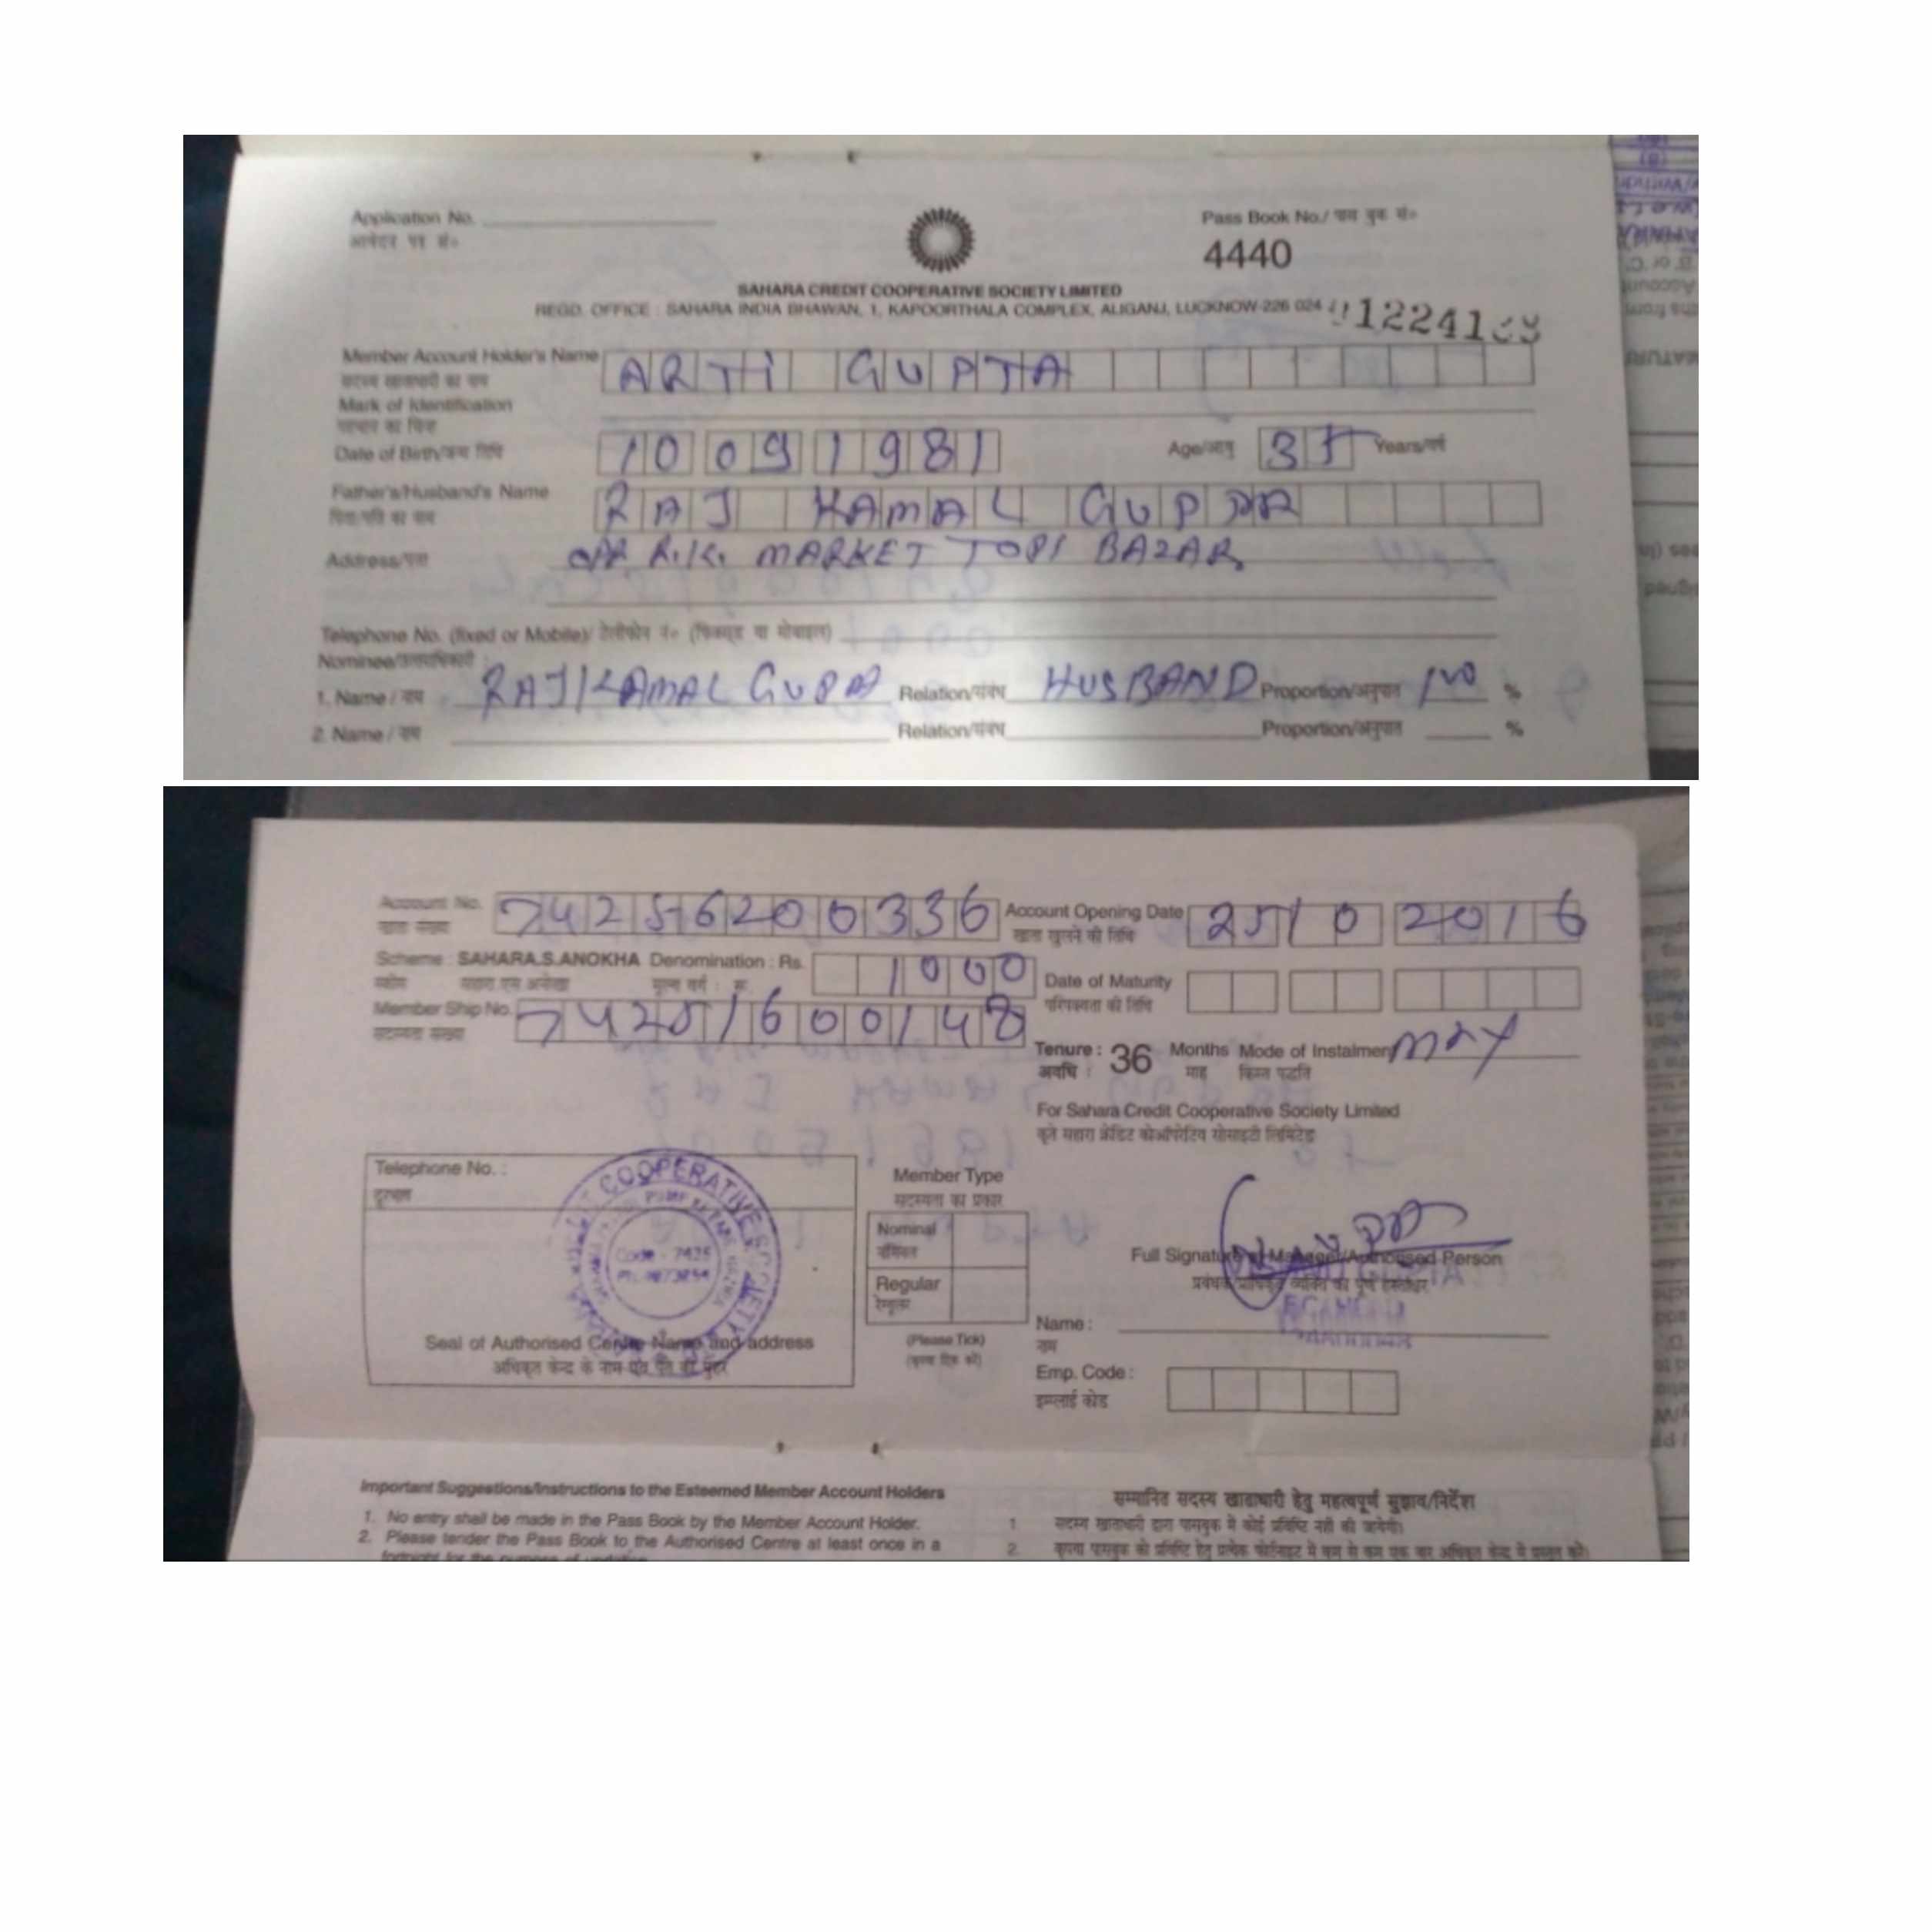 Application No.
आवेदन पत्र सं०
Pass Book No./ पास बुक सं०
4440
SAHARA CREDIT COOPERATIVE SOCIETY LIMITED
REGD. OFFICE : SAHARA INDIA BHAWAN, 1, KAPOORTHALA COMPLEX, ALIGANJ, LUCKNOW-226 024
Member Account Holder's Name ARTI GUPTA
सदस्य खाताधारी का नाम
Mark of Identification
पहचान का चिन्ह
Date of Birth/जन्म तिथि 10 09 1981 Age/आयु 35 Years/वर्ष
Father's/Husband's Name RAJ KAMAL GUPTA
पिता/पति का नाम
Address/पता R.K. MARKET TOPI BAZAR
Telephone No. (fixed or Mobile)/ टेलीफोन नं० (फिक्स्ड या मोबाइल)
Nominee/उत्तराधिकारी :
1. Name / नाम RAJ KAMAL GUPTA Relation/संबंध HUSBAND Proportion/अनुपात 100 %
2. Name / नाम Relation/संबंध Proportion/अनुपात %
Account No. 74256200336 Account Opening Date 25 10 2016
खाता संख्या खाता खुलने की तिथि
Scheme : SAHARA.S.ANOKHA Denomination : Rs. 1000 Date of Maturity
स्कीम सहारा एस अनोखा मूल्य वर्ग : रू. परिपक्वता की तिथि
Member Ship No. 74251600148
सदस्यता संख्या
Tenure : 36 Months Mode of Instalment
अवधि : माह किस्त पद्धति
For Sahara Credit Cooperative Society Limited
कृते सहारा क्रेडिट कोऑपरेटिव सोसाइटी लिमिटेड
Telephone No. :
दूरभाष
COOPERATIVE SOCIETY
Code - 7425
Member Type
सदस्यता का प्रकार
Nominal
नॉमिनल
Regular
रेग्यूलर
(Please Tick)
(कृपया टिक करें)
Full Signature of Manager/Authorised Person
प्रबंधक/प्राधिकृत व्यक्ति का पूर्ण हस्ताक्षर
Seal of Authorised Centre Name and address
अधिकृत केन्द्र के नाम एवं पते की मुहर
Name :
नाम
Emp. Code :
इम्प्लाई कोड
Important Suggestions/Instructions to the Esteemed Member Account Holders
1. No entry shall be made in the Pass Book by the Member Account Holder.
2. Please tender the Pass Book to the Authorised Centre at least once in a
fortnight for the purpose of updation.
सम्मानित सदस्य खाताधारी हेतु महत्वपूर्ण सुझाव/निर्देश
1 सदस्य खाताधारी द्वारा पासबुक में कोई प्रविष्टि नहीं की जायेगी।
2. कृपया पासबुक को प्रविष्टि हेतु प्रत्येक फोर्टनाइट में कम से कम एक बार अधिकृत केन्द्र में प्रस्तुत करें।